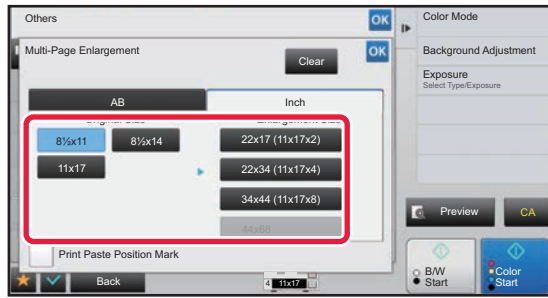 Others
OK
Multi-Page Enlargement
Clear
OK
AB
Inch
Original Size
Enlargement Size
8½x11
8½x14
11x17
22x17 (11x17x2)
22x34 (11x17x4)
34x44 (11x17x8)
44x68
Print Paste Position Mark
Back
4
11x17
Color Mode
Background Adjustment
Exposure
Select Type/Exposure
Preview
CA
B/W
Start
Color
Start